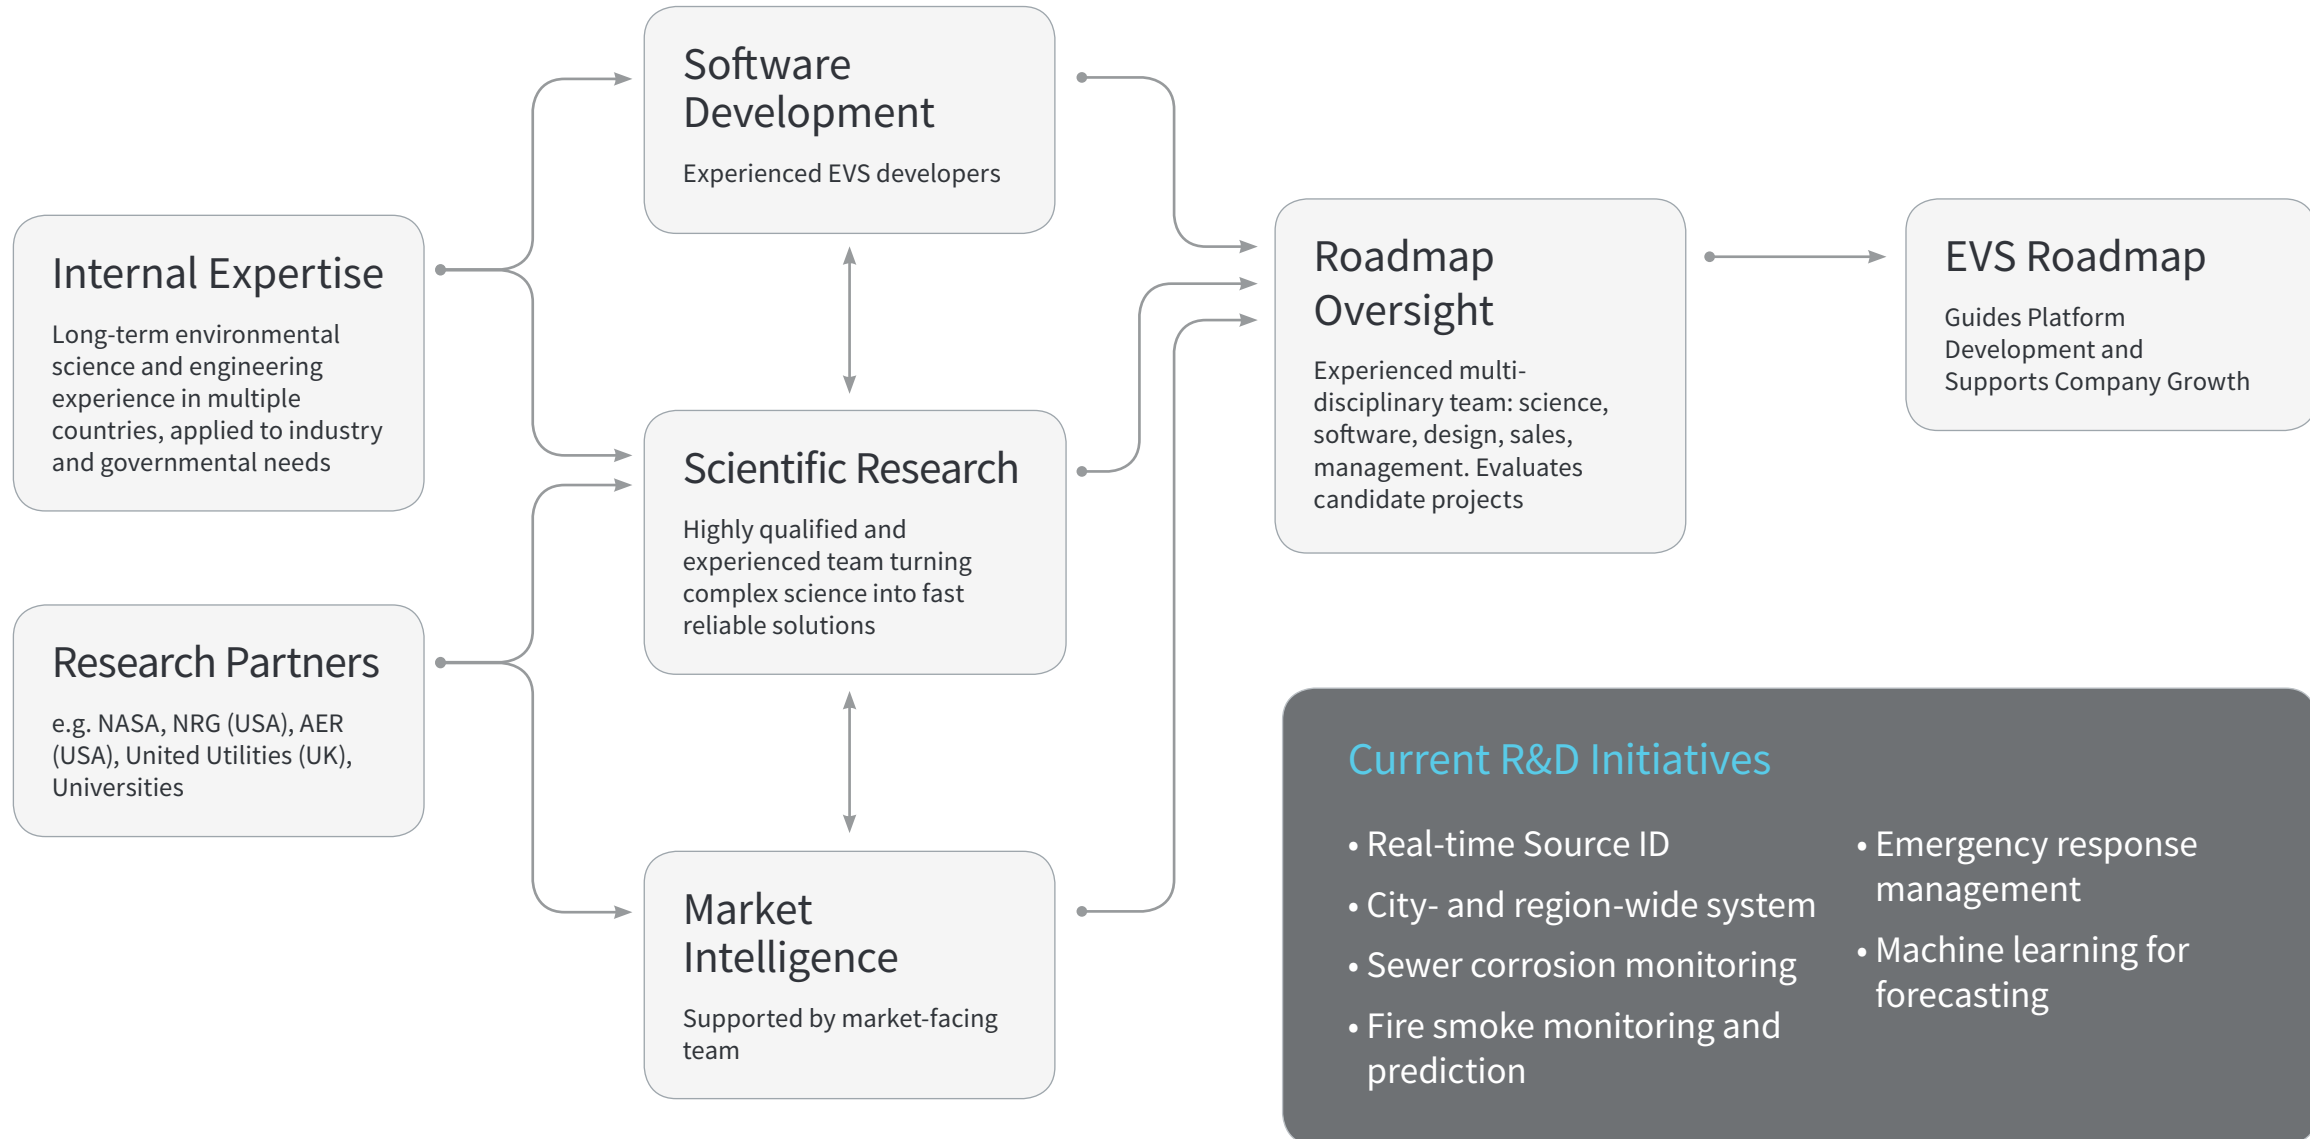 Software
Development
Experienced EVS developers
Internal Expertise
Long-term environmental
science and engineering
experience in multiple
countries, applied to industry
and governmental needs
Research Partners
e.g. NASA, NRG (USA), AER
(USA), United Utilities (UK),
Universities
Scientific Research
Highly qualified and
experienced team turning
complex science into fast
reliable solutions
Market
Intelligence
Supported by market-facing
team
Roadmap
Oversight
Experienced multi-
disciplinary team: science,
software, design, sales,
management. Evaluates
candidate projects
EVS Roadmap
Guides Platform
Development and
Supports Company Growth
Current R&D Initiatives
• Real-time Source ID
• City- and region-wide system
• Sewer corrosion monitoring
• Fire smoke monitoring and
prediction
• Emergency response
management
• Machine learning for
forecasting